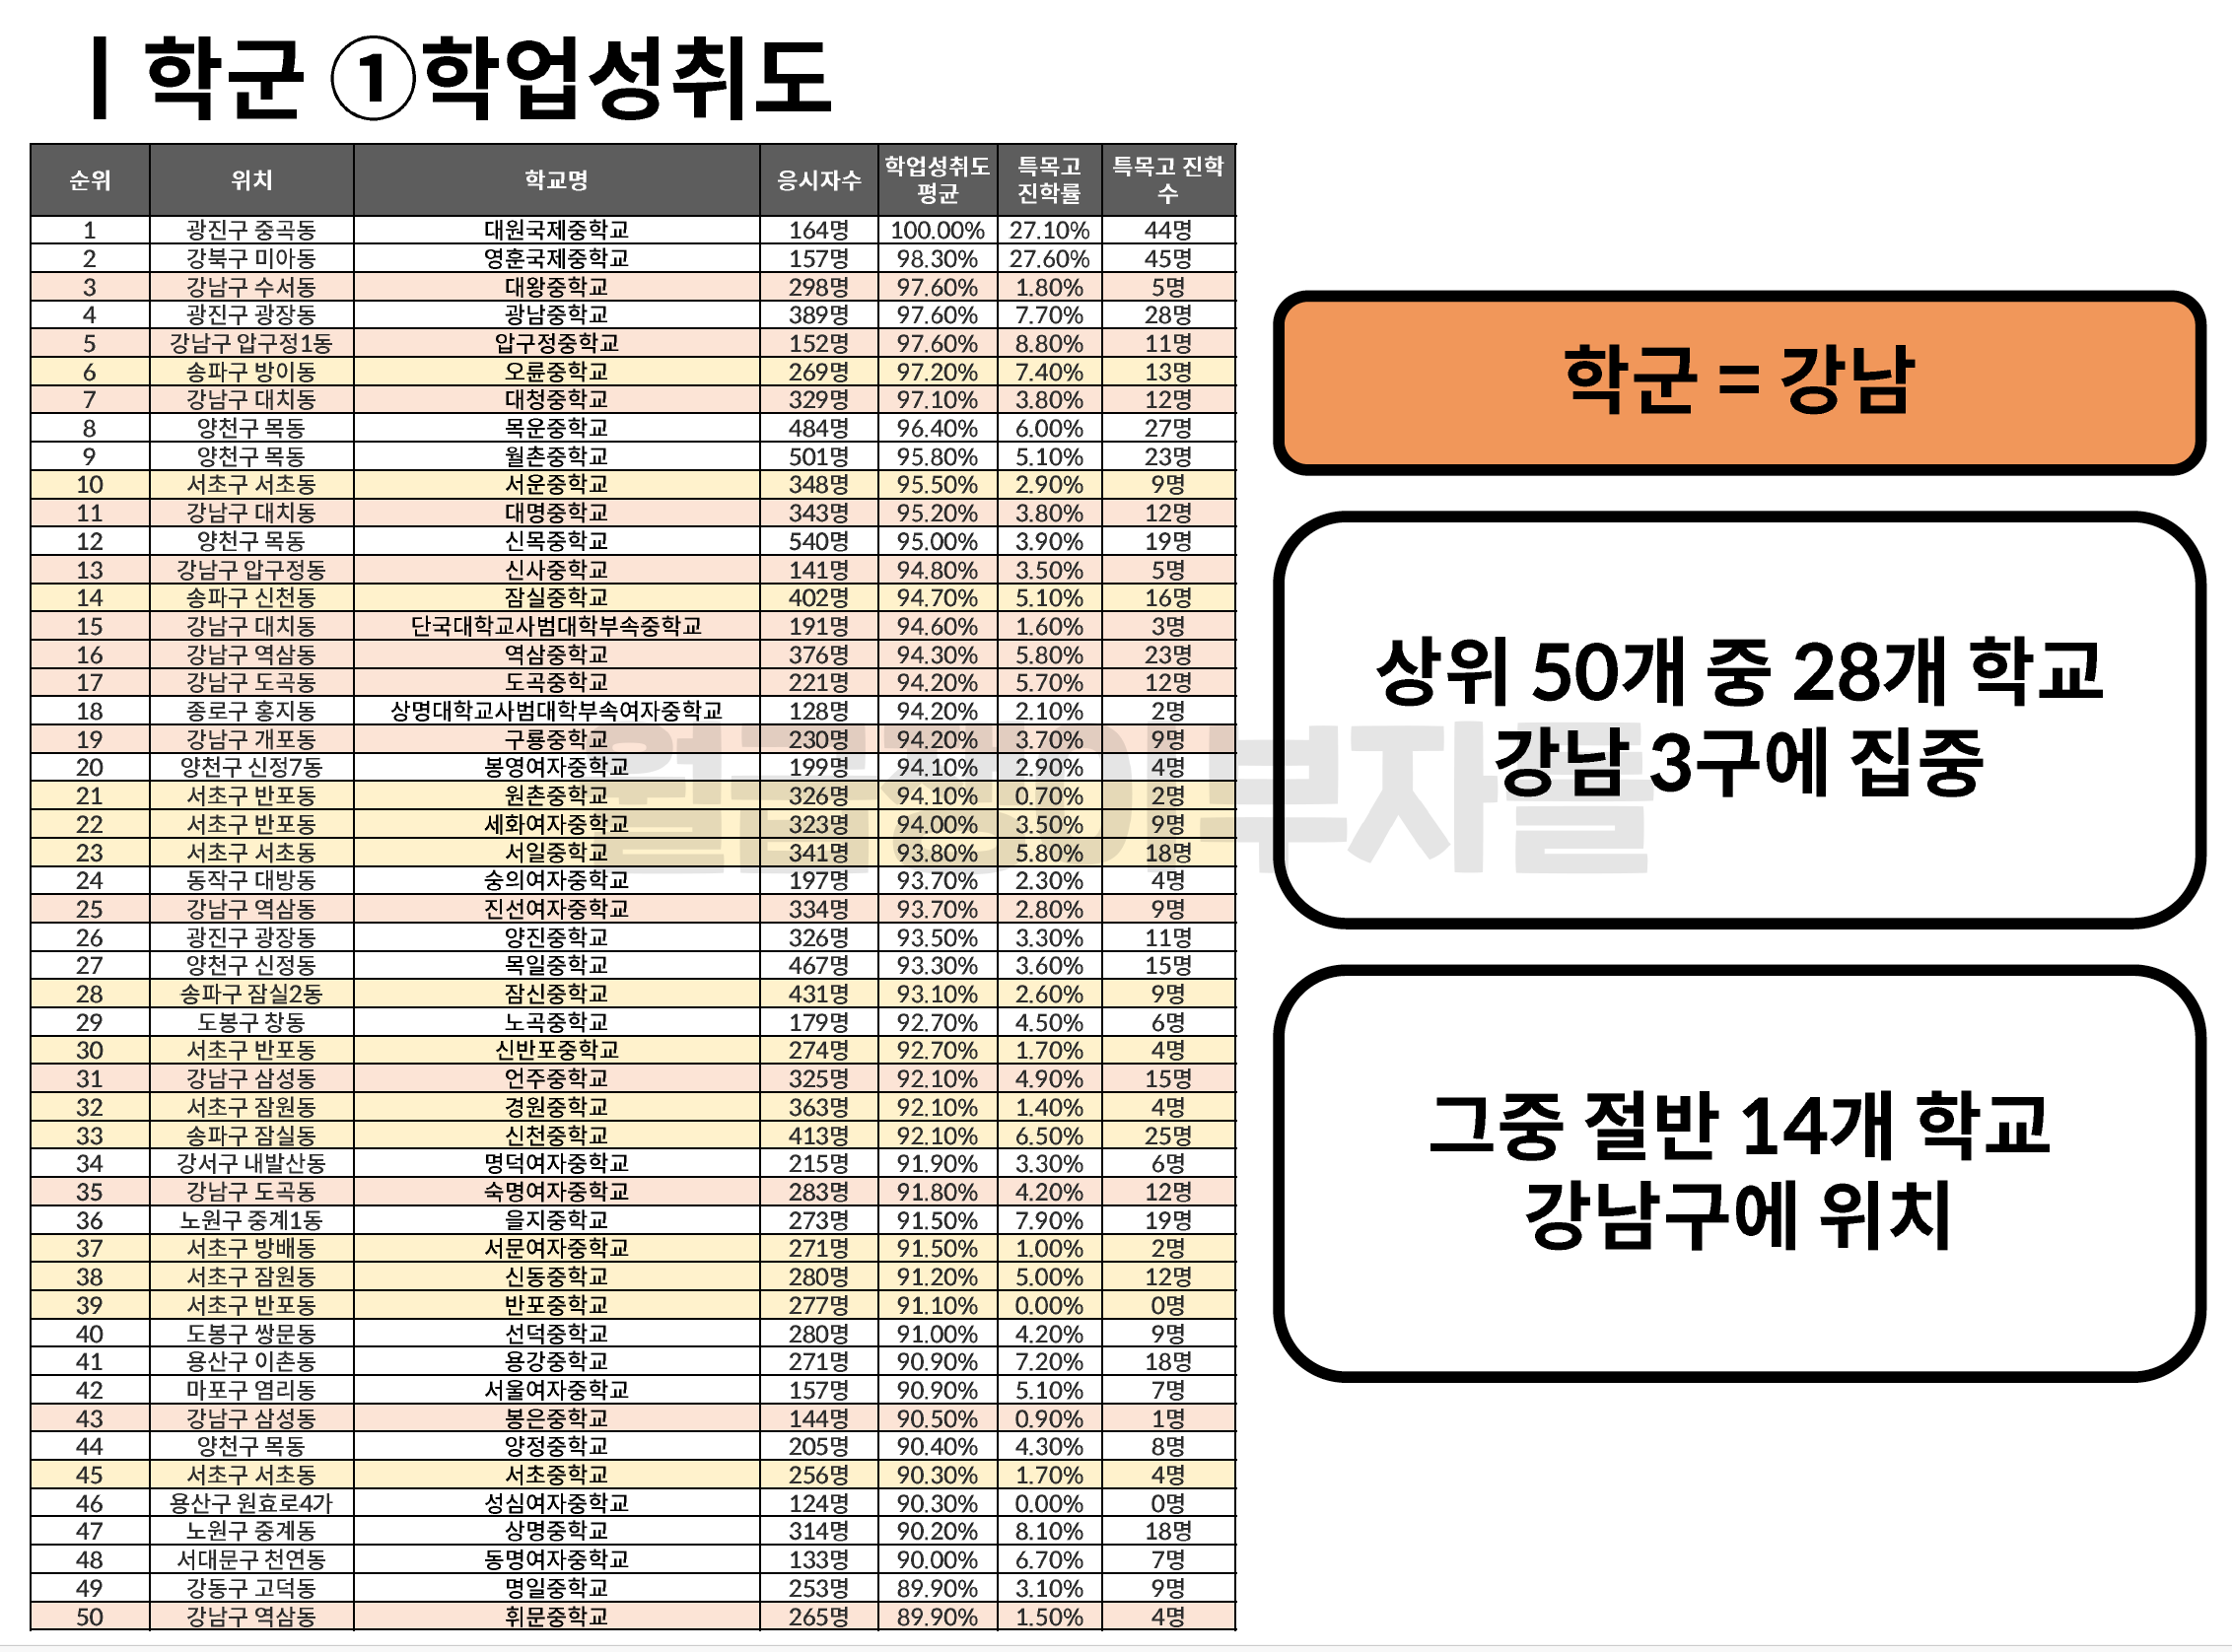 | 학군 ①학업성취도
순위 위치 학교명 응시자수 학업성취도 평균 특목고 진학률 특목고 진학수
1 광진구 중곡동 대원국제중학교 164명 100.00% 27.10% 44명
2 강북구 미아동 영훈국제중학교 157명 98.30% 27.60% 45명
3 강남구 수서동 대왕중학교 298명 97.60% 1.80% 5명
4 광진구 광장동 광남중학교 389명 97.60% 7.70% 28명
5 강남구 압구정1동 압구정중학교 152명 97.60% 8.80% 11명
6 송파구 방이동 오륜중학교 269명 97.20% 7.40% 13명
7 강남구 대치동 대청중학교 329명 97.10% 3.80% 12명
8 양천구 목동 목운중학교 484명 96.40% 6.00% 27명
9 양천구 목동 월촌중학교 501명 95.80% 5.10% 23명
10 서초구 서초동 서운중학교 348명 95.50% 2.90% 9명
11 강남구 대치동 대명중학교 343명 95.20% 3.80% 12명
12 양천구 목동 신목중학교 540명 95.00% 3.90% 19명
13 강남구 압구정동 신사중학교 141명 94.80% 3.50% 5명
14 송파구 신천동 잠실중학교 402명 94.70% 5.10% 16명
15 강남구 대치동 단국대학교사범대학부속중학교 191명 94.60% 1.60% 3명
16 강남구 역삼동 역삼중학교 376명 94.30% 5.80% 23명
17 강남구 도곡동 도곡중학교 221명 94.20% 5.70% 12명
18 종로구 홍지동 상명대학교사범대학부속여자중학교 128명 94.20% 2.10% 2명
19 강남구 개포동 구룡중학교 230명 94.20% 3.70% 9명
20 양천구 신정7동 봉영여자중학교 199명 94.10% 2.90% 4명
21 서초구 반포동 원촌중학교 326명 94.10% 0.70% 2명
22 서초구 반포동 세화여자중학교 323명 94.00% 3.50% 9명
23 서초구 서초동 서일중학교 341명 93.80% 5.80% 18명
24 동작구 대방동 숭의여자중학교 197명 93.70% 2.30% 4명
25 강남구 역삼동 진선여자중학교 334명 93.70% 2.80% 9명
26 광진구 광장동 양진중학교 326명 93.50% 3.30% 11명
27 양천구 신정동 목일중학교 467명 93.30% 3.60% 15명
28 송파구 잠실2동 잠신중학교 431명 93.10% 2.60% 9명
29 도봉구 창동 노곡중학교 179명 92.70% 4.50% 6명
30 서초구 반포동 신반포중학교 274명 92.70% 1.70% 4명
31 강남구 삼성동 언주중학교 325명 92.10% 4.90% 15명
32 서초구 잠원동 경원중학교 363명 92.10% 1.40% 4명
33 송파구 잠실동 신천중학교 413명 92.10% 6.50% 25명
34 강서구 내발산동 명덕여자중학교 215명 91.90% 3.30% 6명
35 강남구 도곡동 숙명여자중학교 283명 91.80% 4.20% 12명
36 노원구 중계1동 을지중학교 273명 91.50% 7.90% 19명
37 서초구 방배동 서문여자중학교 271명 91.50% 1.00% 2명
38 서초구 잠원동 신동중학교 280명 91.20% 5.00% 12명
39 서초구 반포동 반포중학교 277명 91.10% 0.00% 0명
40 도봉구 쌍문동 선덕중학교 280명 91.00% 4.20% 9명
41 용산구 이촌동 용강중학교 271명 90.90% 7.20% 18명
42 마포구 염리동 서울여자중학교 157명 90.90% 5.10% 7명
43 강남구 삼성동 봉은중학교 144명 90.50% 0.90% 1명
44 양천구 목동 양정중학교 205명 90.40% 4.30% 8명
45 서초구 서초동 서초중학교 256명 90.30% 1.70% 4명
46 용산구 원효로4가 성심여자중학교 124명 90.30% 0.00% 0명
47 노원구 중계동 상명중학교 314명 90.20% 8.10% 18명
48 서대문구 천연동 동명여자중학교 133명 90.00% 6.70% 7명
49 강동구 고덕동 명일중학교 253명 89.90% 3.10% 9명
50 강남구 역삼동 휘문중학교 265명 89.90% 1.50% 4명
학군 = 강남
상위 50개 중 28개 학교
강남 3구에 집중
그중 절반 14개 학교
강남구에 위치
월급쟁이부자들